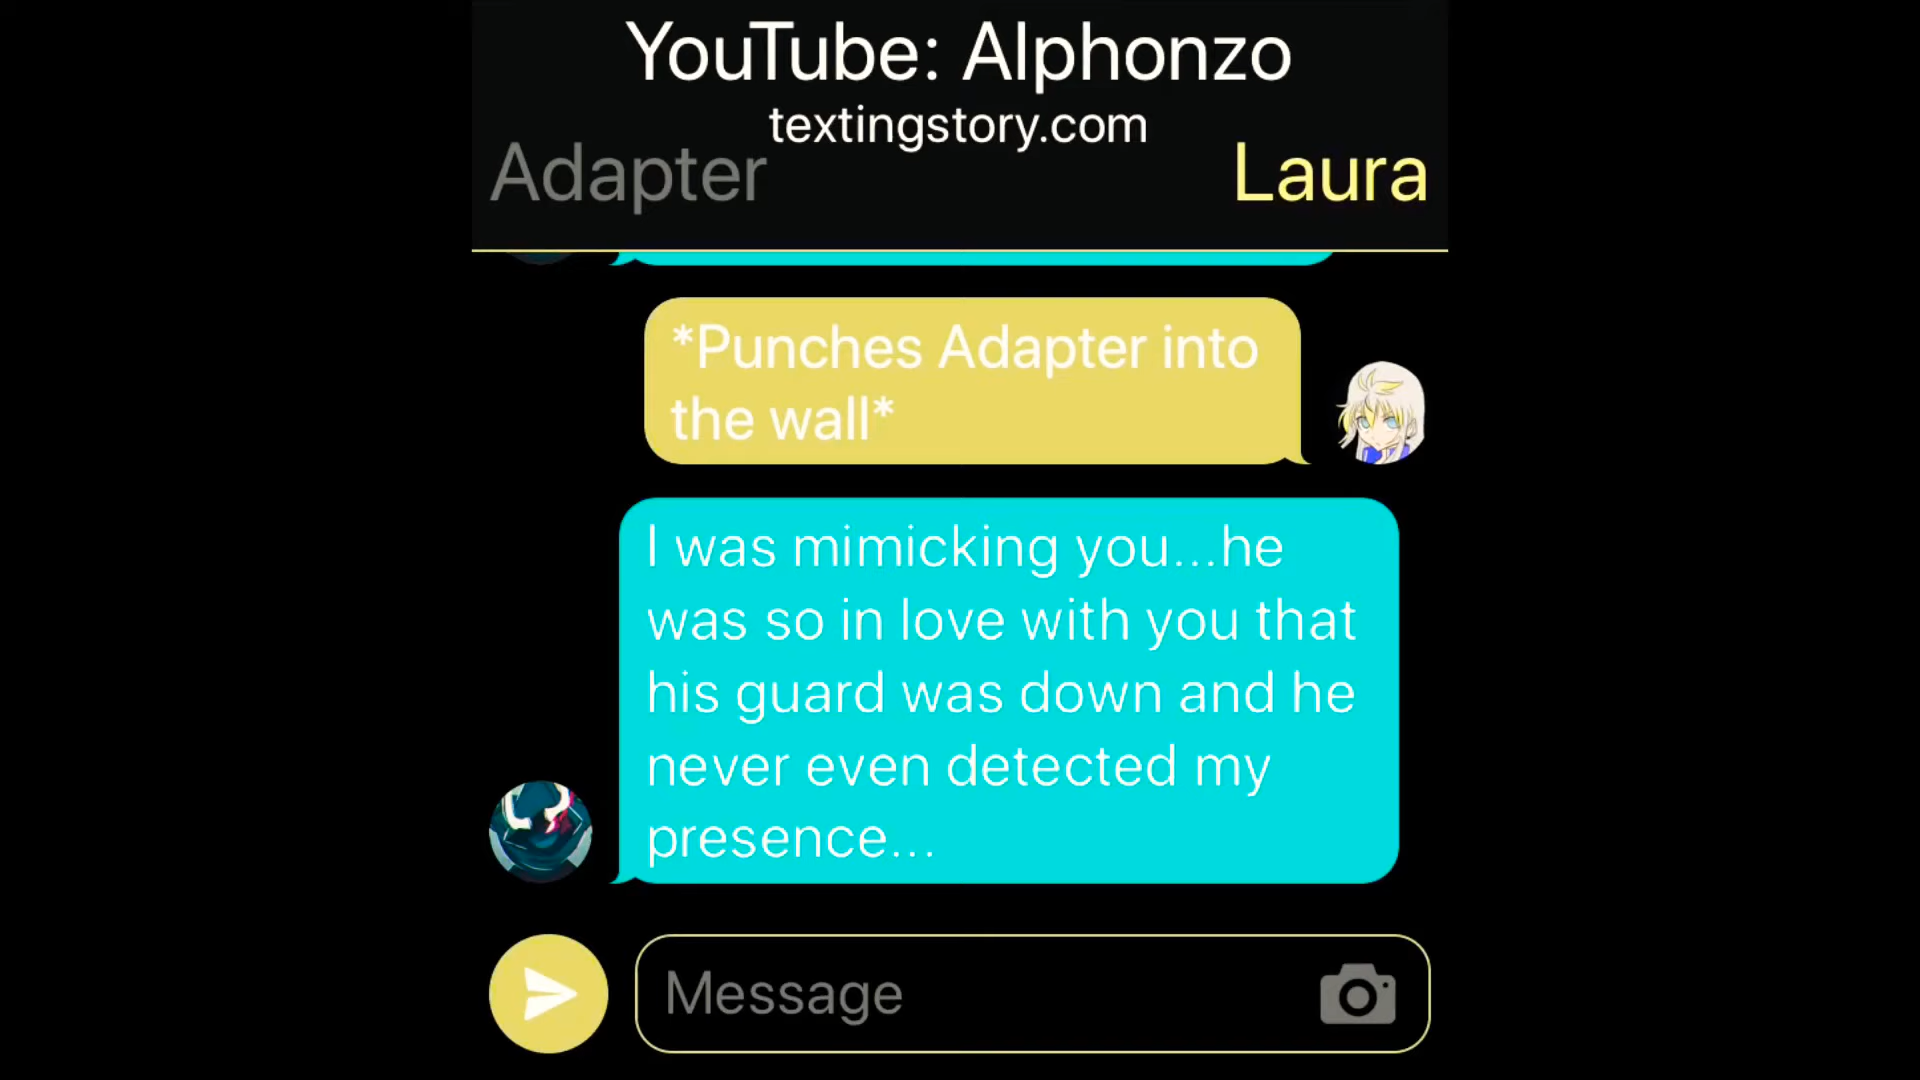 YouTube: Alphonzo
textingstory.com
Adapter
Laura
*Punches Adapter into
the wall*
I was mimicking you...he
was so in love with you that
his guard was down and he
never even detected my
presence...
Message